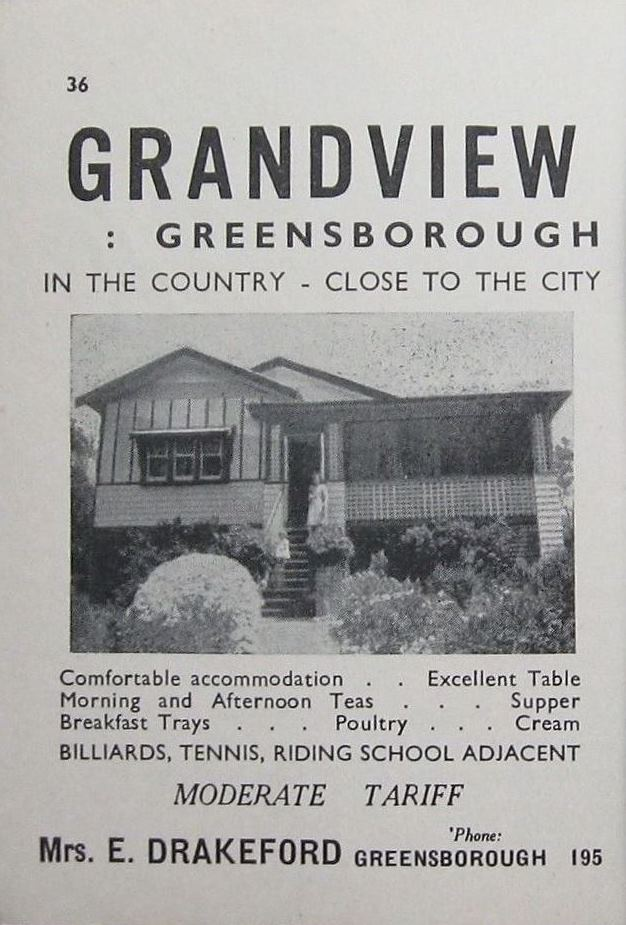 36
GRANDVIEW
: GREENSBOROUGH
IN THE COUNTRY - CLOSE TO THE CITY
Comfortable accommodation . . Excellent Table
Morning and Afternoon Teas . . . Supper
Breakfast Trays . . . Poultry . . . Cream
BILLIARDS, TENNIS, RIDING SCHOOL ADJACENT
MODERATE TARIFF
Mrs. E. DRAKEFORD 'Phone: GREENSBOROUGH 195